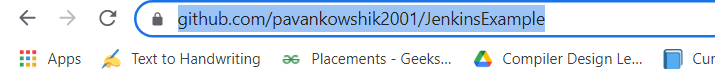 github.com/pavankowshik2001/JenkinsExample
Apps Text to Handwriting Placements - Geeks... Compiler Design Le... Cur